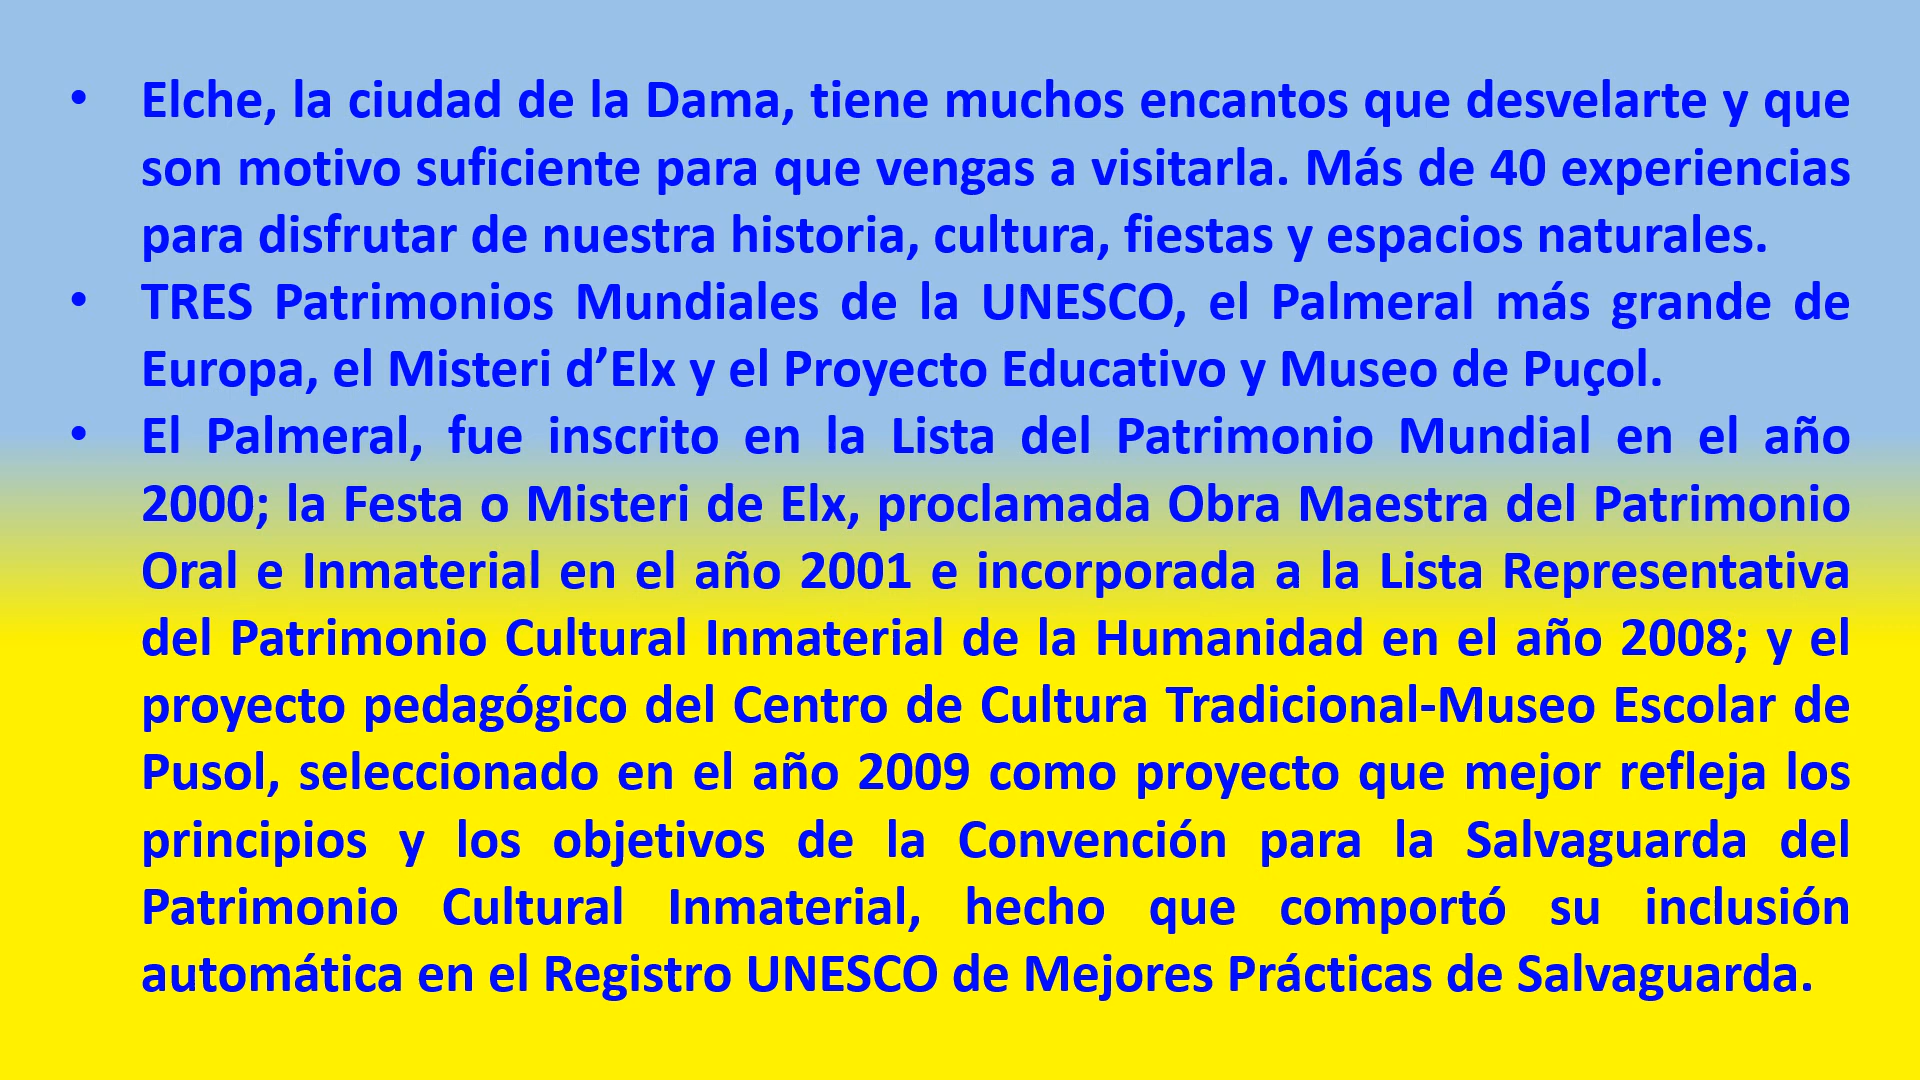 • Elche, la ciudad de la Dama, tiene muchos encantos que desvelarte y que
son motivo suficiente para que vengas a visitarla. Más de 40 experiencias
para disfrutar de nuestra historia, cultura, fiestas y espacios naturales.
• TRES Patrimonios Mundiales de la UNESCO, el Palmeral más grande de
Europa, el Misteri d’Elx y el Proyecto Educativo y Museo de Puçol.
• El Palmeral, fue inscrito en la Lista del Patrimonio Mundial en el año
2000; la Festa o Misteri de Elx, proclamada Obra Maestra del Patrimonio
Oral e Inmaterial en el año 2001 e incorporada a la Lista Representativa
del Patrimonio Cultural Inmaterial de la Humanidad en el año 2008; y el
proyecto pedagógico del Centro de Cultura Tradicional-Museo Escolar de
Pusol, seleccionado en el año 2009 como proyecto que mejor refleja los
principios y los objetivos de la Convención para la Salvaguarda del
Patrimonio Cultural Inmaterial, hecho que comportó su inclusión
automática en el Registro UNESCO de Mejores Prácticas de Salvaguarda.